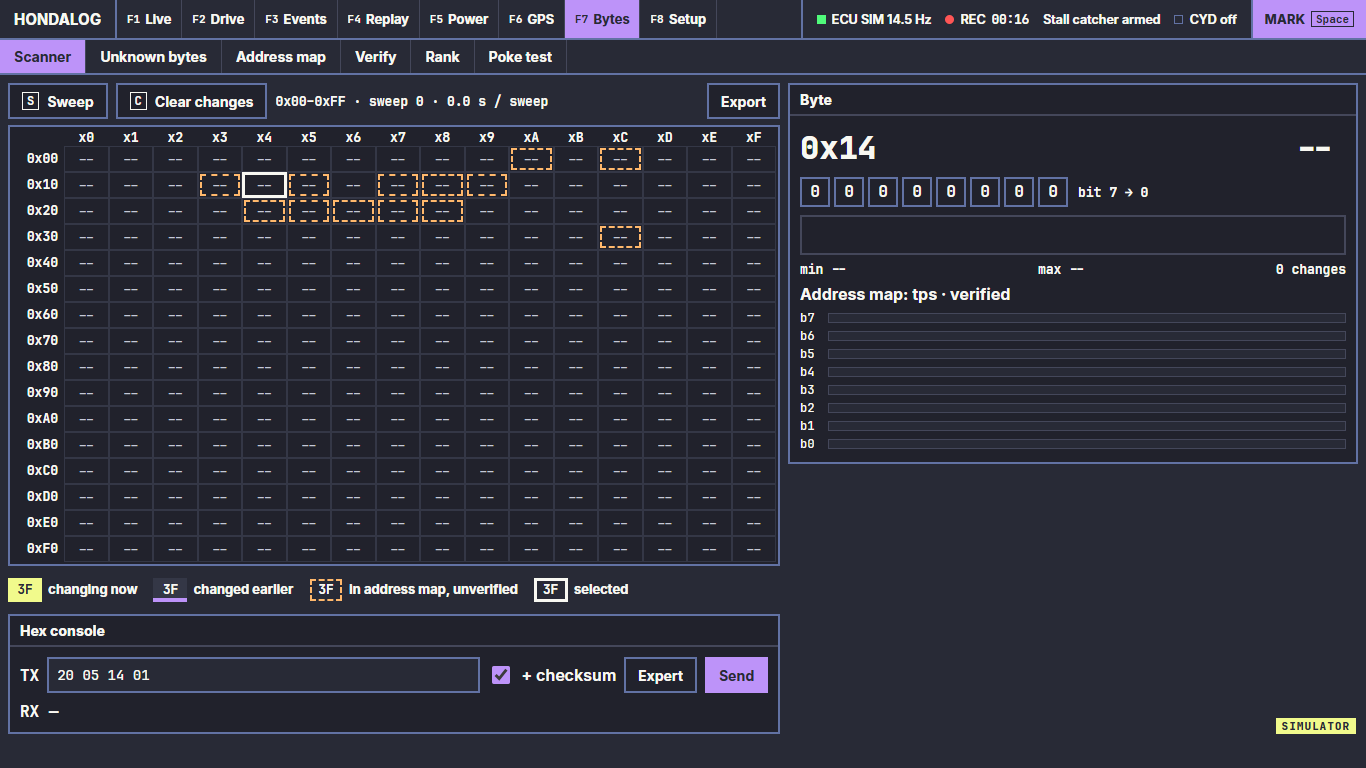 HONDALOG F1 Live F2 Drive F3 Events F4 Replay F5 Power F6 GPS F7 Bytes F8 Setup ECU SIM 14.5 Hz REC 00:16 Stall catcher armed CYD off MARK Space
Scanner Unknown bytes Address map Verify Rank Poke test
S Sweep C Clear changes 0x00-0xFF · sweep 0 · 0.0 s / sweep Export
x0 x1 x2 x3 x4 x5 x6 x7 x8 x9 xA xB xC xD xE xF
0x00 -- -- -- -- -- -- -- -- -- -- -- -- -- -- -- --
0x10 -- -- -- -- -- -- -- -- -- -- -- -- -- -- -- --
0x20 -- -- -- -- -- -- -- -- -- -- -- -- -- -- -- --
0x30 -- -- -- -- -- -- -- -- -- -- -- -- -- -- -- --
0x40 -- -- -- -- -- -- -- -- -- -- -- -- -- -- -- --
0x50 -- -- -- -- -- -- -- -- -- -- -- -- -- -- -- --
0x60 -- -- -- -- -- -- -- -- -- -- -- -- -- -- -- --
0x70 -- -- -- -- -- -- -- -- -- -- -- -- -- -- -- --
0x80 -- -- -- -- -- -- -- -- -- -- -- -- -- -- -- --
0x90 -- -- -- -- -- -- -- -- -- -- -- -- -- -- -- --
0xA0 -- -- -- -- -- -- -- -- -- -- -- -- -- -- -- --
0xB0 -- -- -- -- -- -- -- -- -- -- -- -- -- -- -- --
0xC0 -- -- -- -- -- -- -- -- -- -- -- -- -- -- -- --
0xD0 -- -- -- -- -- -- -- -- -- -- -- -- -- -- -- --
0xE0 -- -- -- -- -- -- -- -- -- -- -- -- -- -- -- --
0xF0 -- -- -- -- -- -- -- -- -- -- -- -- -- -- -- --
3F changing now 3F changed earlier 3F In address map, unverified 3F selected
Hex console
TX 20 05 14 01 + checksum Expert Send
RX —
Byte
0x14 --
0 0 0 0 0 0 0 0 bit 7 → 0
min -- max -- 0 changes
Address map: tps · verified
b7
b6
b5
b4
b3
b2
b1
b0
SIMULATOR